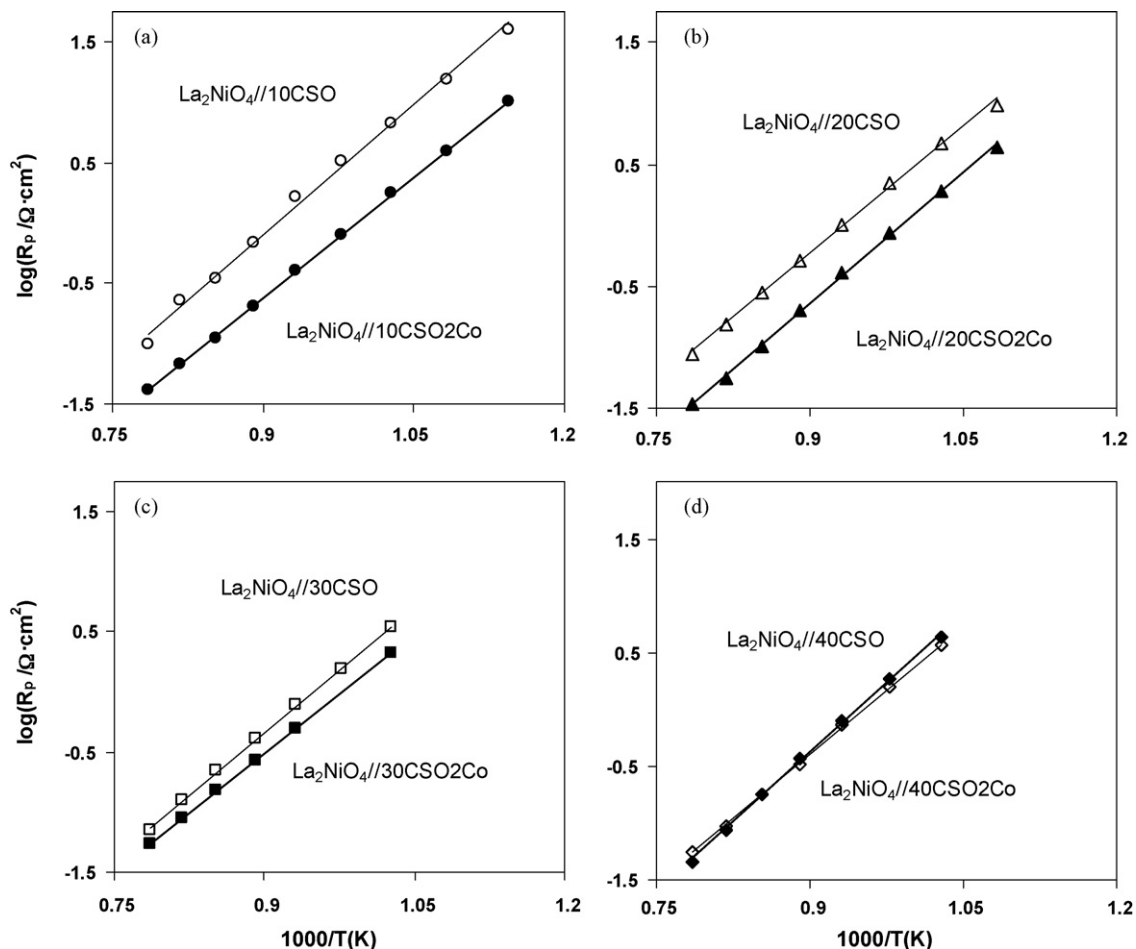 (a)
1.5
La₂NiO₄//10CSO
0.5
log(Rₚ /Ω·cm²)
-0.5
La₂NiO₄//10CSO2Co
-1.5
0.75 0.9 1.05 1.2
(b)
1.5
La₂NiO₄//20CSO
0.5
-0.5
La₂NiO₄//20CSO2Co
-1.5
0.75 0.9 1.05 1.2
(c)
1.5
La₂NiO₄//30CSO
0.5
log(Rₚ /Ω·cm²)
-0.5
La₂NiO₄//30CSO2Co
-1.5
0.75 0.9 1.05 1.2
1000/T(K)
(d)
1.5
La₂NiO₄//40CSO
0.5
-0.5
La₂NiO₄//40CSO2Co
-1.5
0.75 0.9 1.05 1.2
1000/T(K)